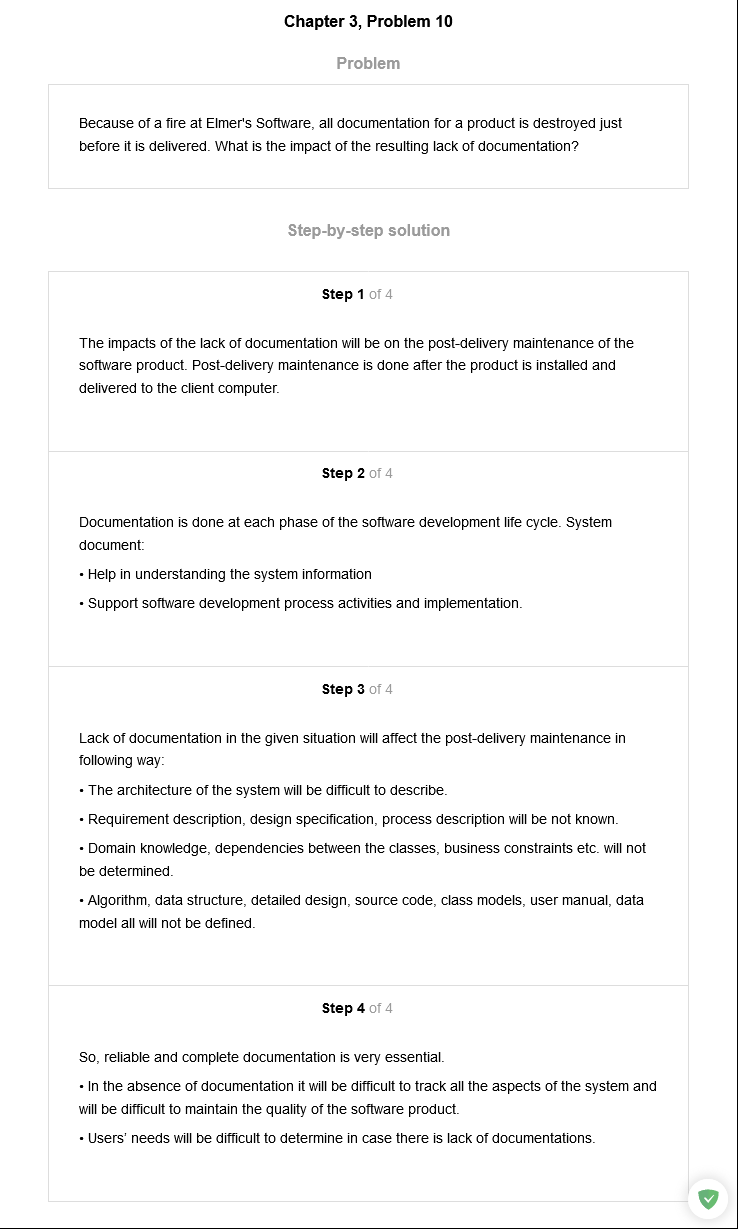 Chapter 3, Problem 10
Problem
Because of a fire at Elmer's Software, all documentation for a product is destroyed just
before it is delivered. What is the impact of the resulting lack of documentation?
Step-by-step solution
Step 1 of 4
The impacts of the lack of documentation will be on the post-delivery maintenance of the
software product. Post-delivery maintenance is done after the product is installed and
delivered to the client computer.
Step 2 of 4
Documentation is done at each phase of the software development life cycle. System
document:
• Help in understanding the system information
• Support software development process activities and implementation.
Step 3 of 4
Lack of documentation in the given situation will affect the post-delivery maintenance in
following way:
• The architecture of the system will be difficult to describe.
• Requirement description, design specification, process description will be not known.
• Domain knowledge, dependencies between the classes, business constraints etc. will not
be determined.
• Algorithm, data structure, detailed design, source code, class models, user manual, data
model all will not be defined.
Step 4 of 4
So, reliable and complete documentation is very essential.
• In the absence of documentation it will be difficult to track all the aspects of the system and
will be difficult to maintain the quality of the software product.
• Users' needs will be difficult to determine in case there is lack of documentations.